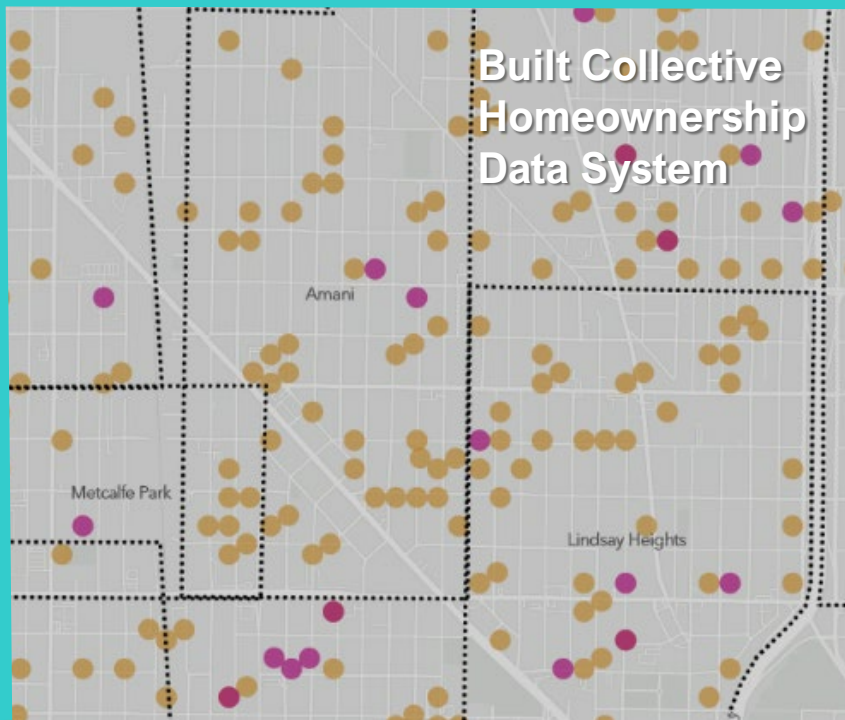 Built Collective
Homeownership
Data System
Amani
Metcalfe Park
Lindsay Heights